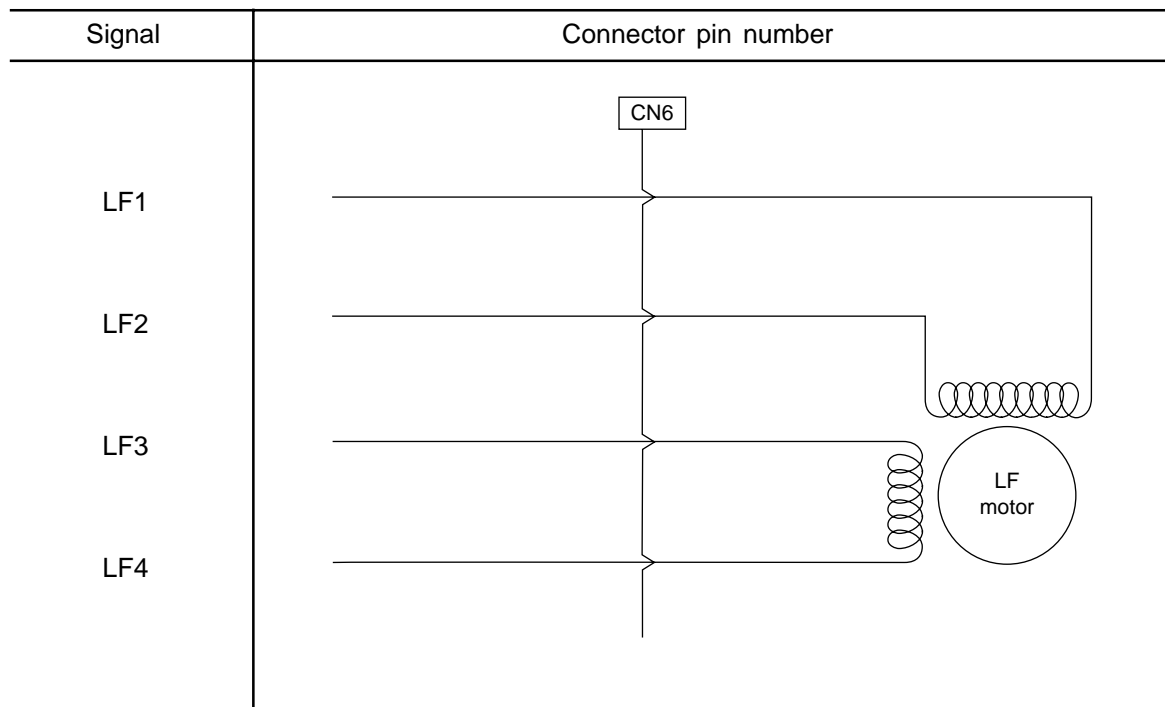 Signal
Connector pin number
CN6
LF1
LF2
LF3
LF
motor
LF4